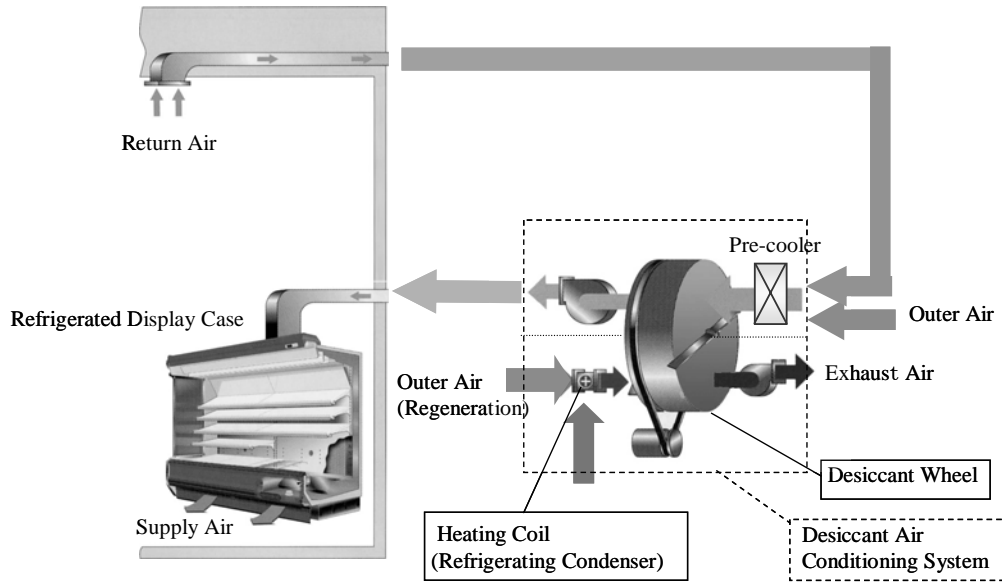 Return Air
Pre-cooler
Refrigerated Display Case
Outer Air
Outer Air
(Regeneration)
Exhaust Air
Desiccant Wheel
Supply Air
Heating Coil
(Refrigerating Condenser)
Desiccant Air
Conditioning System